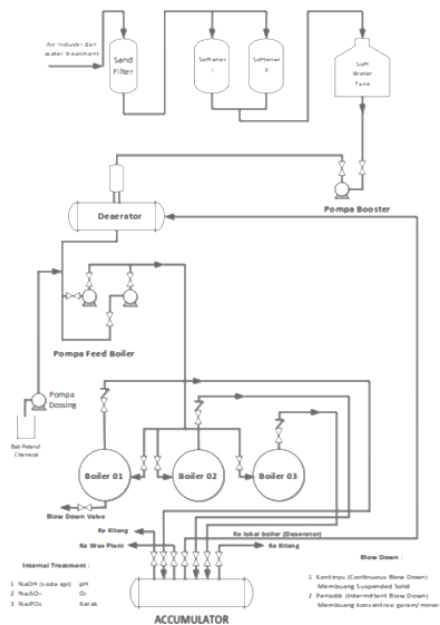 Air industri dari
water treatment
Sand
Filter
Softener
I
Softener
II
Soft
Water
Tank
Pompa Booster
Deaerator
Pompa Feed Boiler
Pompa
Dossing
Bak Pelarut
Chemical
Boiler 01
Boiler 02
Boiler 03
Blow Down Valve
Ke Kilang
Ke Wax Plant
Ke lokal boiler (Deaerator)
Ke Kilang
Internal Treatment :
1 NaOH (soda api) pH
2 Na₂SO₃ O₂
3 Na₃PO₄ Kerak
Blow Down :
1 Kontinyu (Continuous Blow Down)
Membuang Suspended Solid
2 Periodik (Intermittent Blow Down)
Membuang konsentrasi garam/ miner
ACCUMULATOR